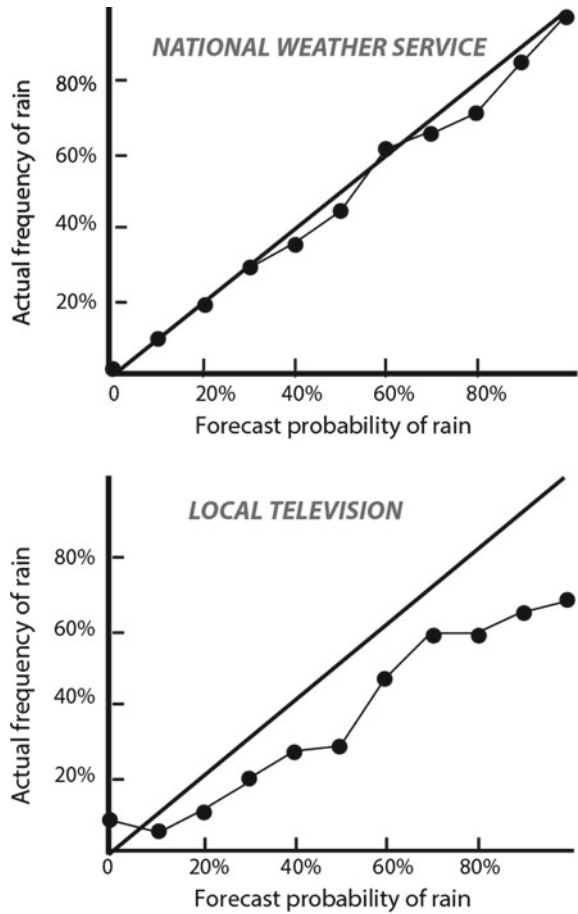 NATIONAL WEATHER SERVICE
Actual frequency of rain
80%
60%
40%
20%
0 20% 40% 60% 80%
Forecast probability of rain
LOCAL TELEVISION
Actual frequency of rain
80%
60%
40%
20%
0 20% 40% 60% 80%
Forecast probability of rain